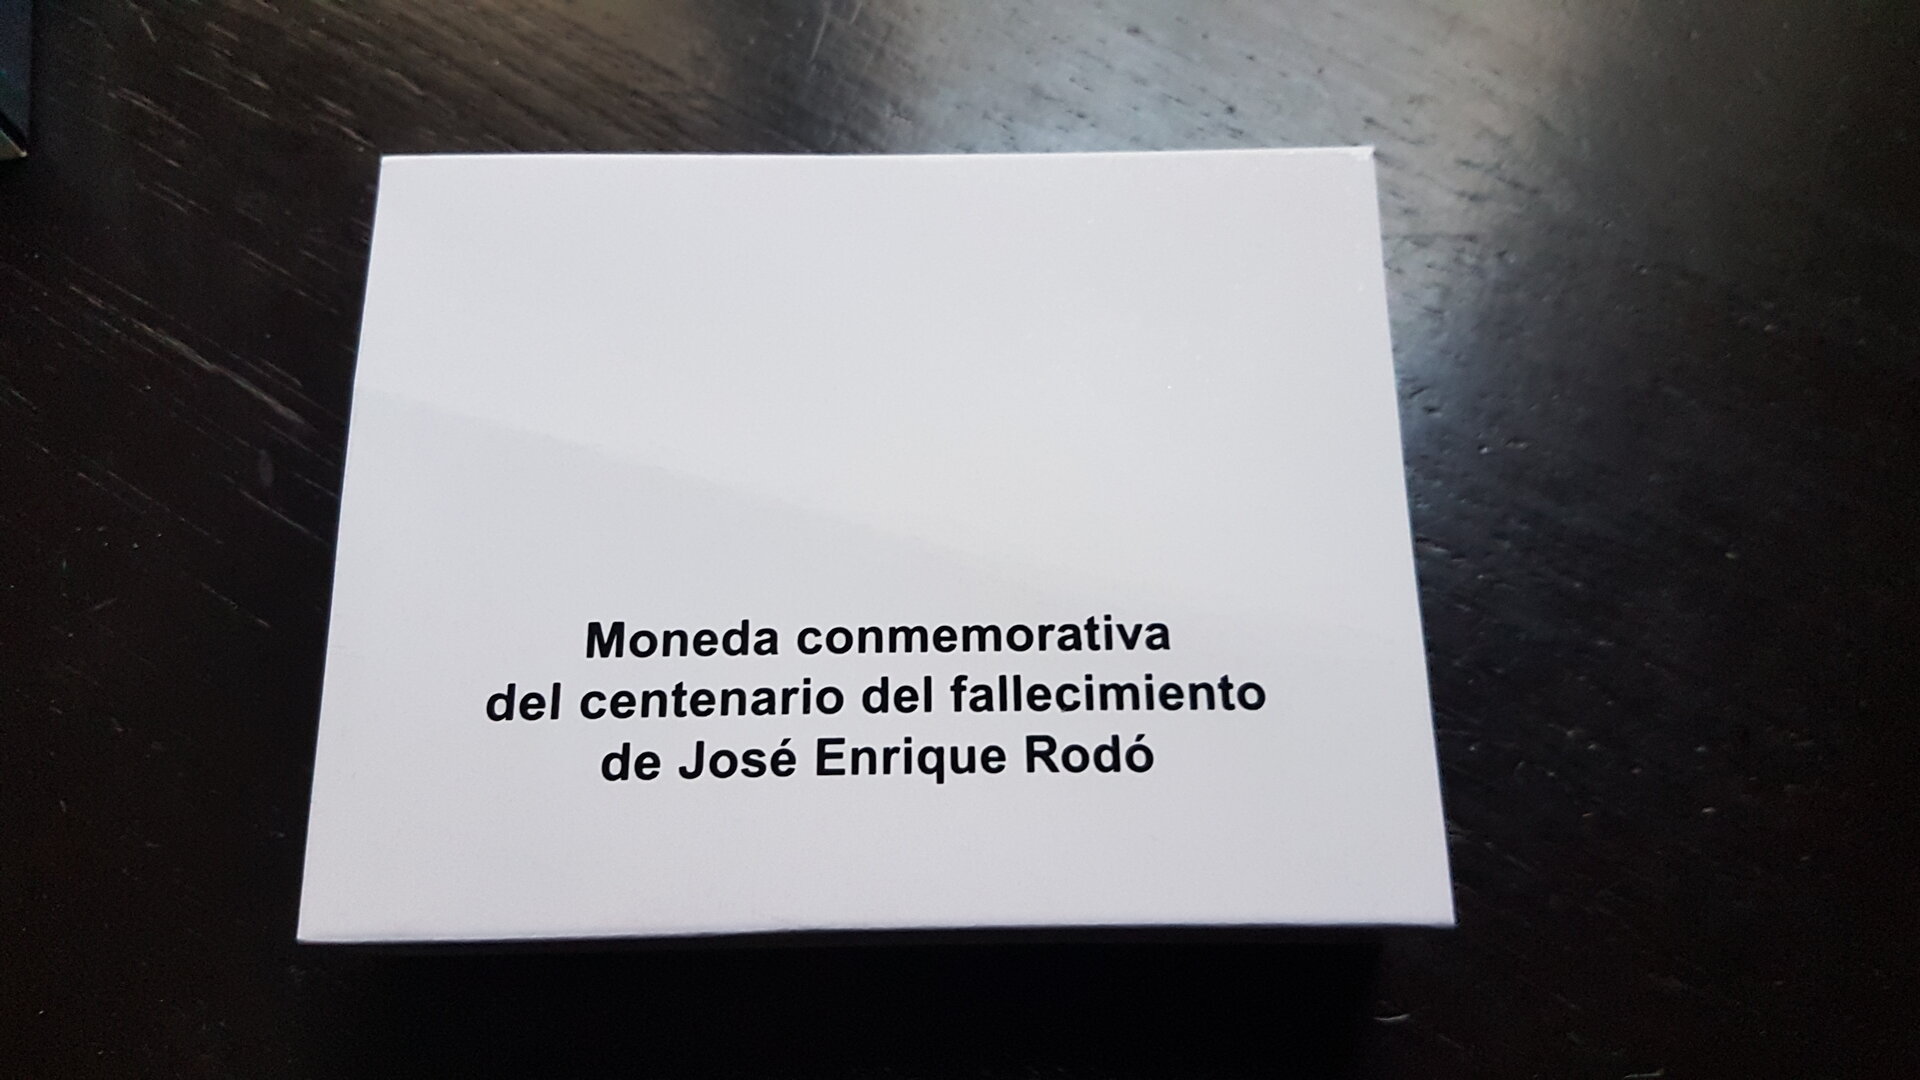 Moneda conmemorativa
del centenario del fallecimiento
de José Enrique Rodó